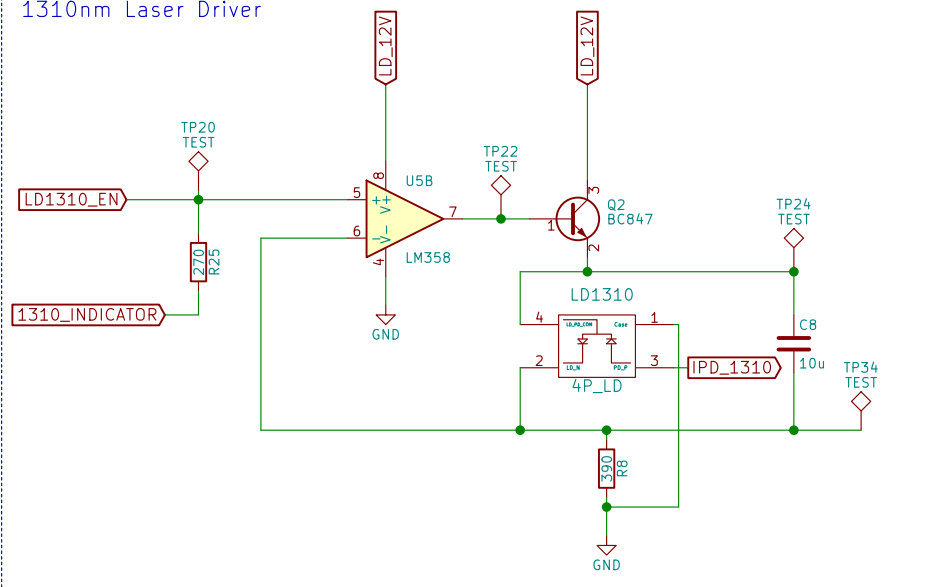 1310nm Laser Driver
LD_12V
LD_12V
TP20
TEST
TP22
TEST
LD1310_EN
5
+
V+
8
U5B
7
6
-
V-
4
LM358
GND
1
3
2
Q2
BC847
TP24
TEST
270
R25
1310_INDICATOR
LD1310
4
LD_PD_COM
Case
1
2
LD_N
PD_P
3
4P_LD
IPD_1310
C8
10u
TP34
TEST
390
R8
GND